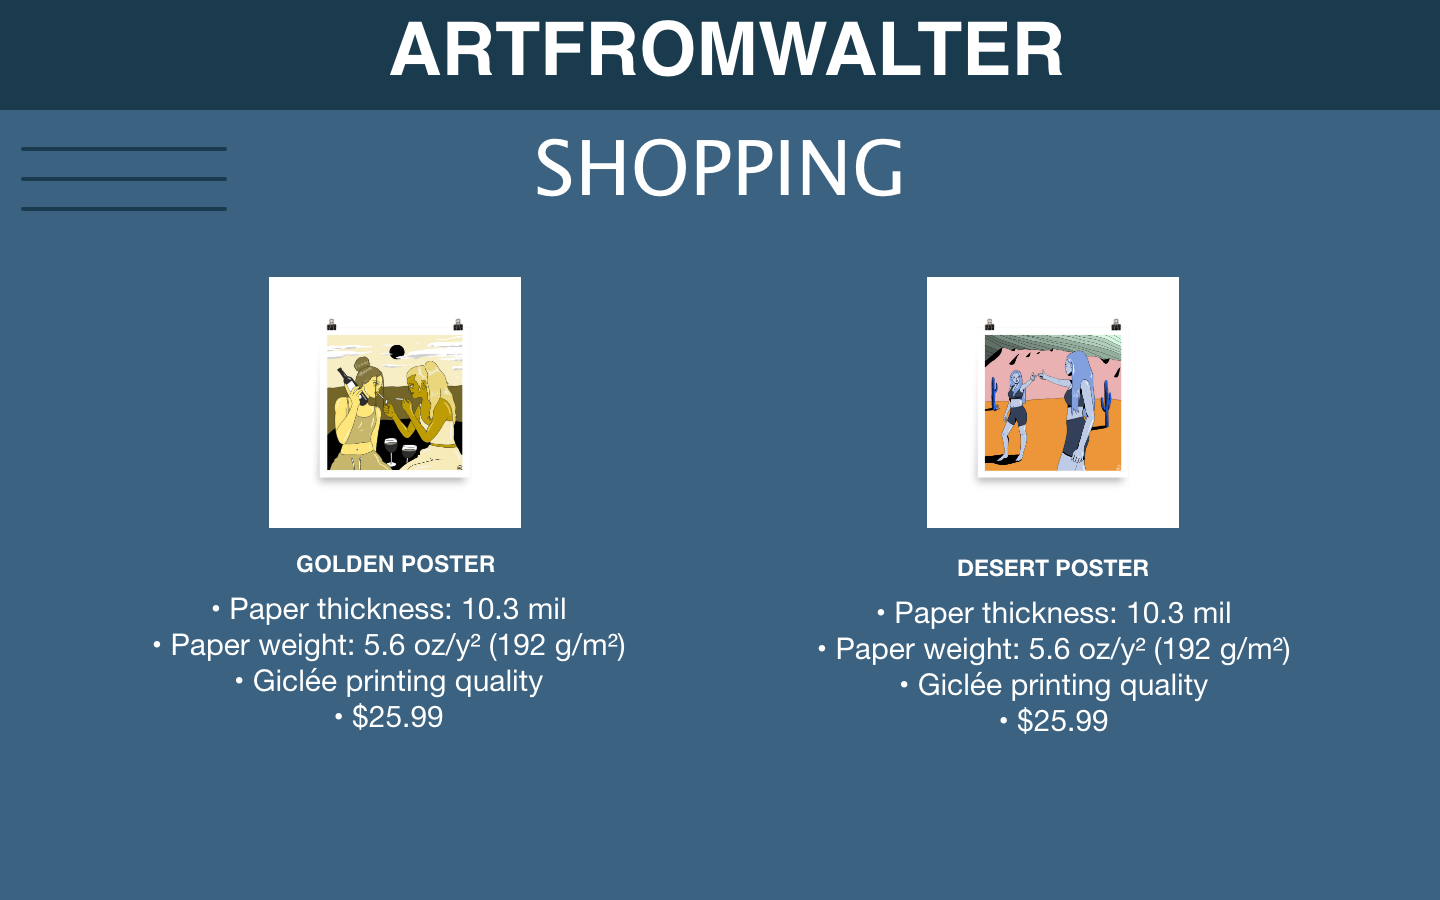 ARTFROMWALTER
SHOPPING
GOLDEN POSTER
• Paper thickness: 10.3 mil
• Paper weight: 5.6 oz/y² (192 g/m²)
• Giclée printing quality
• $25.99
DESERT POSTER
• Paper thickness: 10.3 mil
• Paper weight: 5.6 oz/y² (192 g/m²)
• Giclée printing quality
• $25.99